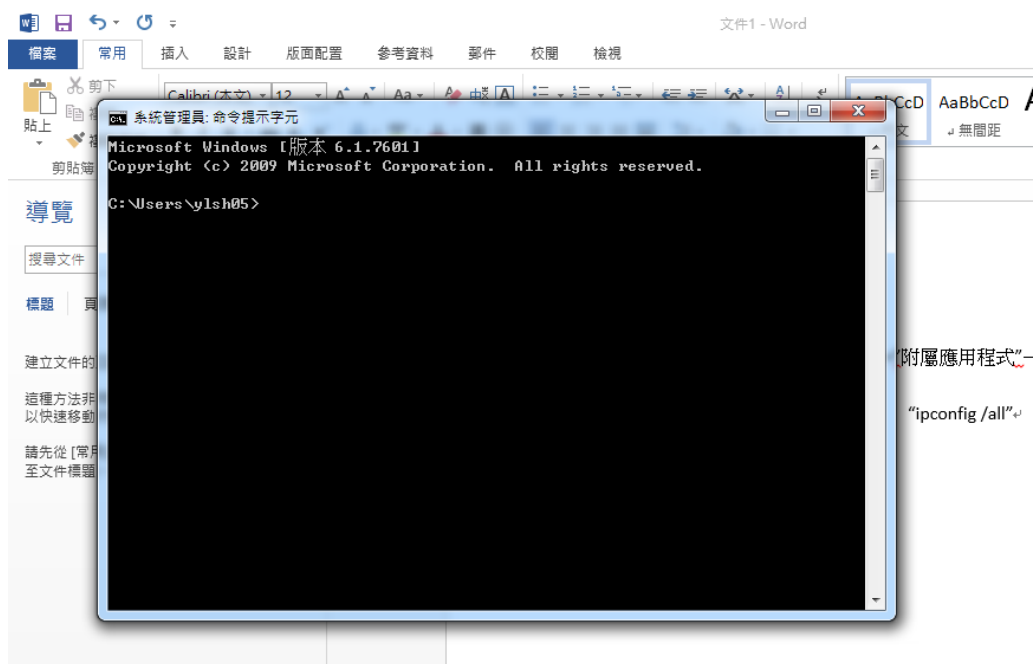 文件1 - Word
檔案 常用 插入 設計 版面配置 參考資料 郵件 校閱 檢視
剪下
Calibri (本文) 12 Aa
貼上
剪貼簿
AaBbCcD
CcD
無間距
文
系統管理員: 命令提示字元
Microsoft Windows [版本 6.1.7601]
Copyright (c) 2009 Microsoft Corporation. All rights reserved.
C:\Users\ylsh05>
導覽
搜尋文件
標題
建立文件的
這種方法非
以快速移動
請先從 [常用
至文件標題
“附屬應用程式”
“ipconfig /all”